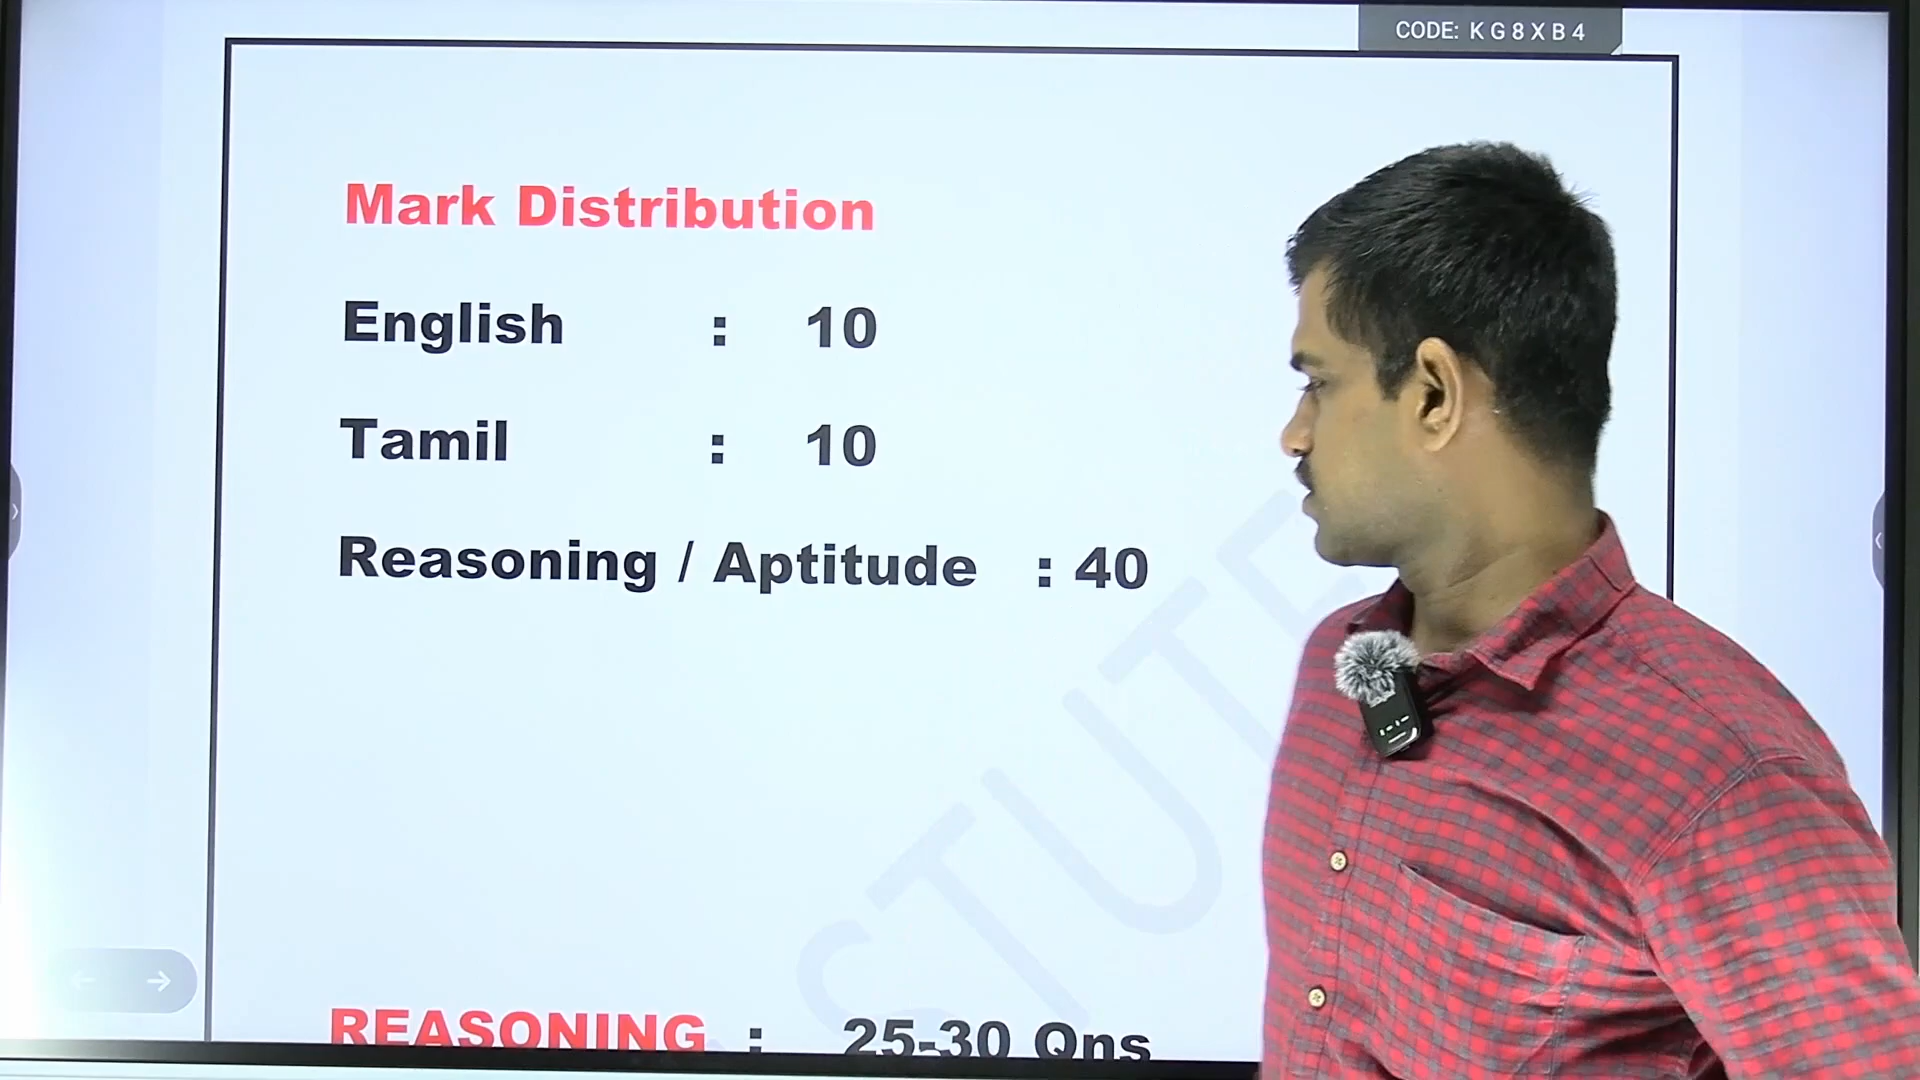 CODE: K G 8 X B 4
Mark Distribution
English : 10
Tamil : 10
Reasoning / Aptitude : 40
REASONING : 25-30 Qns